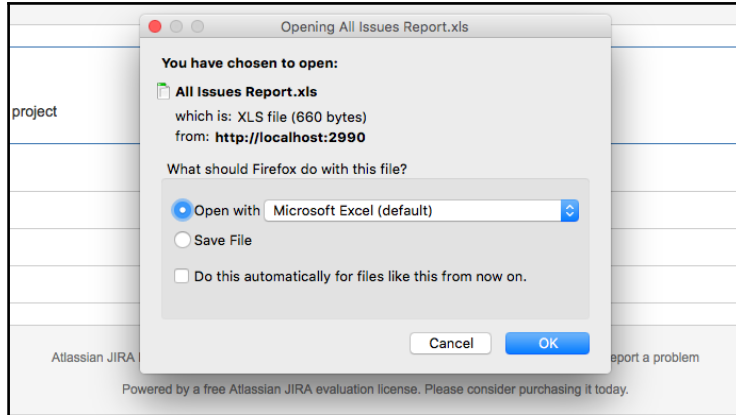 Opening All Issues Report.xls
You have chosen to open:
All Issues Report.xls
which is: XLS file (660 bytes)
from: http://localhost:2990
project
What should Firefox do with this file?
Open with Microsoft Excel (default)
Save File
Do this automatically for files like this from now on.
Cancel OK
Atlassian JIRA eport a problem
Powered by a free Atlassian JIRA evaluation license. Please consider purchasing it today.